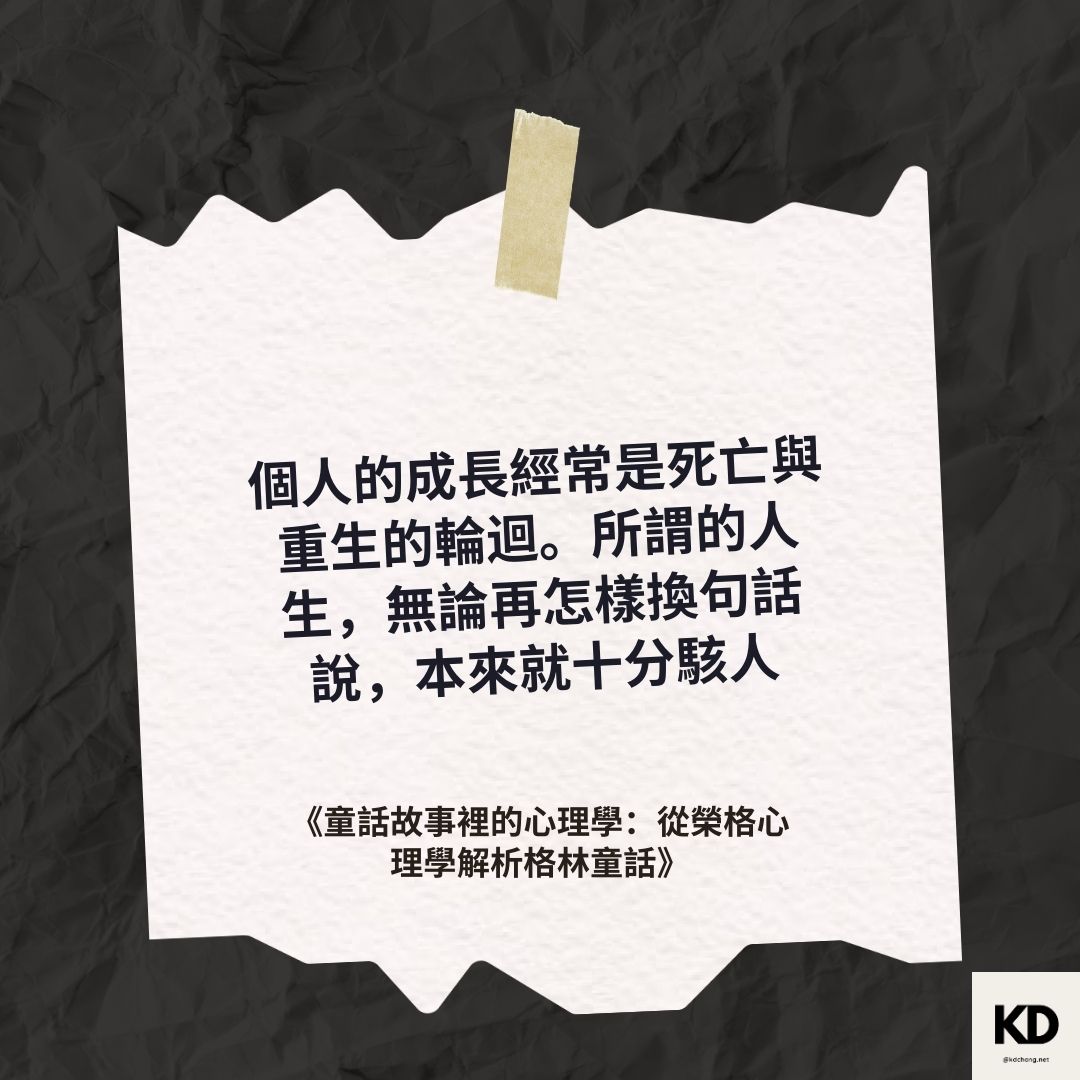 個人的成長經常是死亡與
重生的輪迴。所謂的人
生，無論再怎樣換句話
說，本來就十分駭人
《童話故事裡的心理學：從榮格心
理學解析格林童話》
KD
@kdchong.net